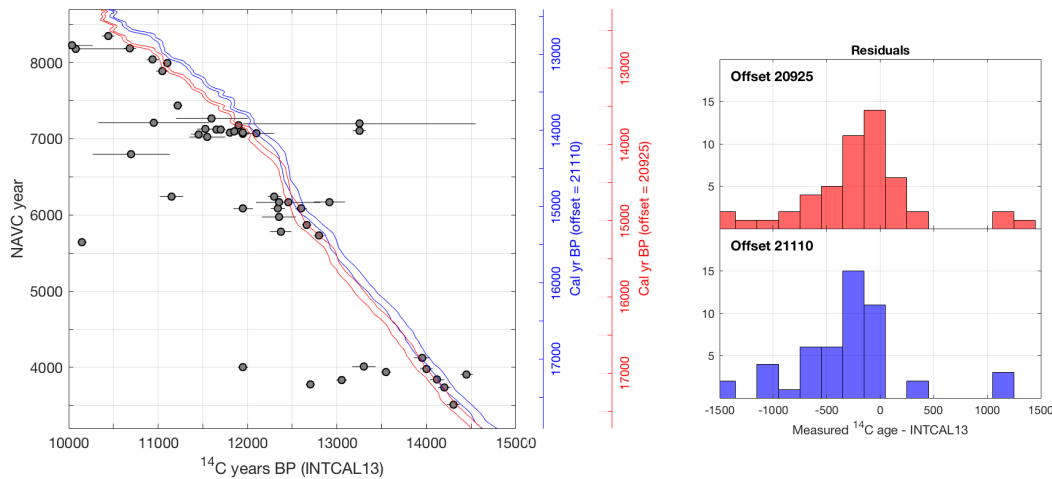 8000
7000
6000
5000
4000
NAVC year
10000 11000 12000 13000 14000 15000
14C years BP (INTCAL13)
13000
14000
15000
16000
17000
Cal yr BP (offset = 21110)
13000
14000
15000
16000
17000
Cal yr BP (offset = 20925)
Residuals
Offset 20925
15
10
5
Offset 21110
15
10
5
-1500 -1000 -500 0 500 1000 1500
Measured 14C age - INTCAL13